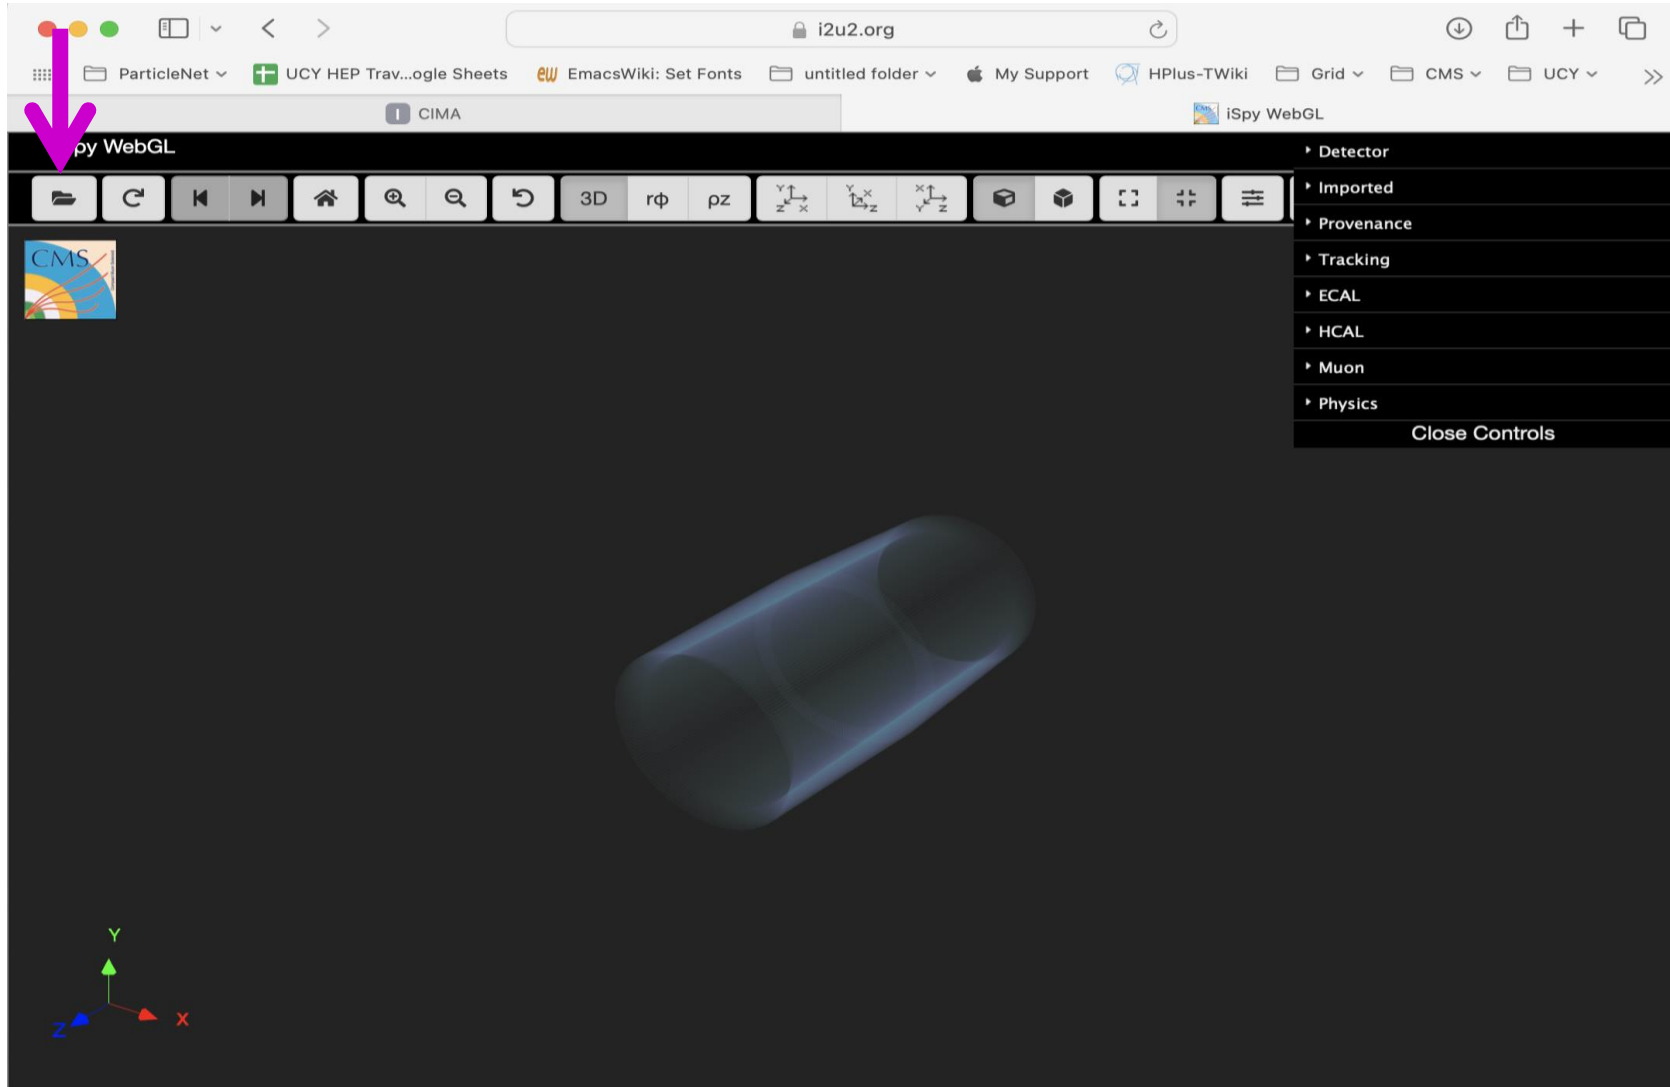 i2u2.org
ParticleNet UCY HEP Trav...ogle Sheets ew EmacsWiki: Set Fonts untitled folder My Support HPlus-TWiki Grid CMS UCY
I CIMA iSpy WebGL
py WebGL
3D rϕ ρz Y Z X Y X Z X Y Z
CMS
Detector
Imported
Provenance
Tracking
ECAL
HCAL
Muon
Physics
Close Controls
Y
X
Z